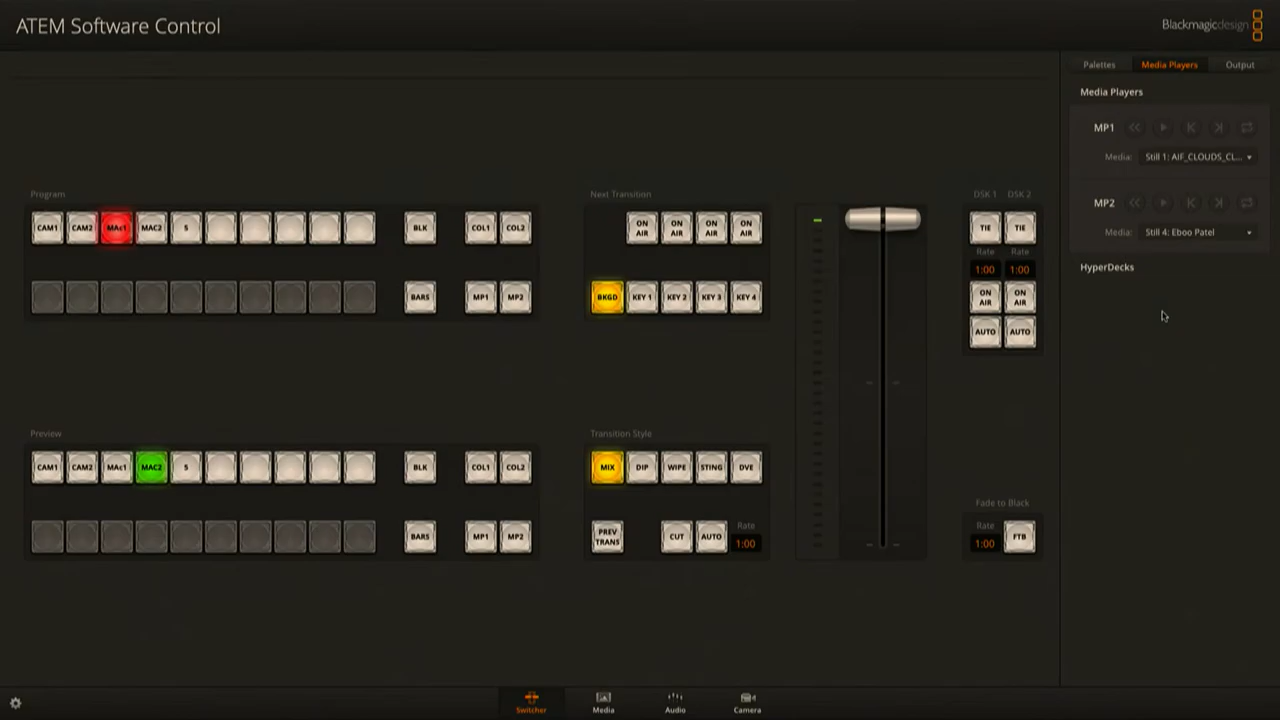 ATEM Software Control
Blackmagicdesign
Palettes Media Players Output
Media Players
MP1
Media: Still 1: AIF_CLOUDS_CL...
MP2
Media: Still 4: Eboo Patel
HyperDecks
Program
CAM1 CAM2 MAc1 MAC2 5 BLK COL1 COL2
BARS MP1 MP2
Next Transition
ON AIR ON AIR ON AIR ON AIR
BKGD KEY 1 KEY 2 KEY 3 KEY 4
DSK 1 DSK 2
TIE TIE
Rate Rate
1:00 1:00
ON AIR ON AIR
AUTO AUTO
Preview
CAM1 CAM2 MAc1 MAC2 5 BLK COL1 COL2
BARS MP1 MP2
Transition Style
MIX DIP WIPE STING DVE
PREV TRANS CUT AUTO Rate 1:00
Fade to Black
Rate
1:00 FTB
Switcher Media Audio Camera